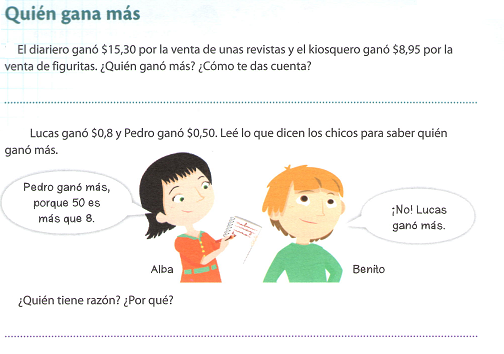 Quién gana más
El diariero ganó $15,30 por la venta de unas revistas y el kiosquero ganó $8,95 por la
venta de figuritas. ¿Quién ganó más? ¿Cómo te das cuenta?
Lucas ganó $0,8 y Pedro ganó $0,50. Leé lo que dicen los chicos para saber quién
ganó más.
Pedro ganó más,
porque 50 es
más que 8.
¡No! Lucas
ganó más.
Alba
Benito
¿Quién tiene razón? ¿Por qué?